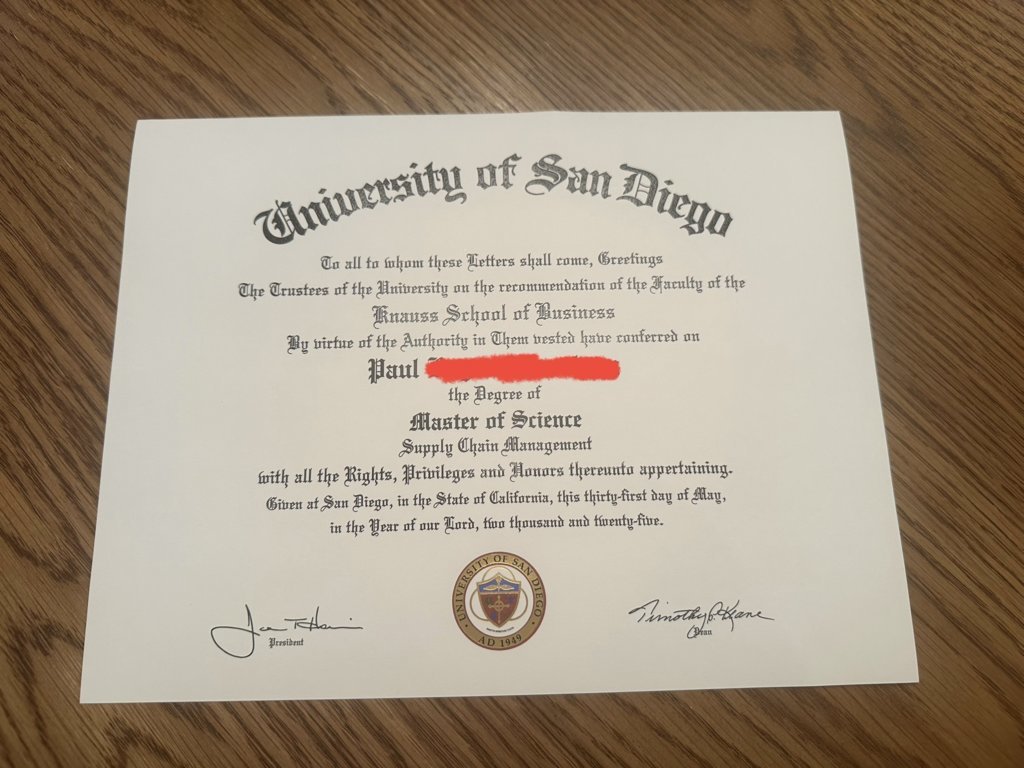 University of San Diego
To all to whom these Letters shall come, Greetings
The Trustees of the University on the recommendation of the Faculty of the
Knauss School of Business
By virtue of the Authority in Them vested have conferred on
Paul
the Degree of
Master of Science
Supply Chain Management
with all the Rights, Privileges and Honors thereunto appertaining.
Given at San Diego, in the State of California, this thirty-first day of May,
in the Year of our Lord, two thousand and twenty-five.
UNIVERSITY OF SAN DIEGO
AD 1949
President
Timothy P. Keane
Dean